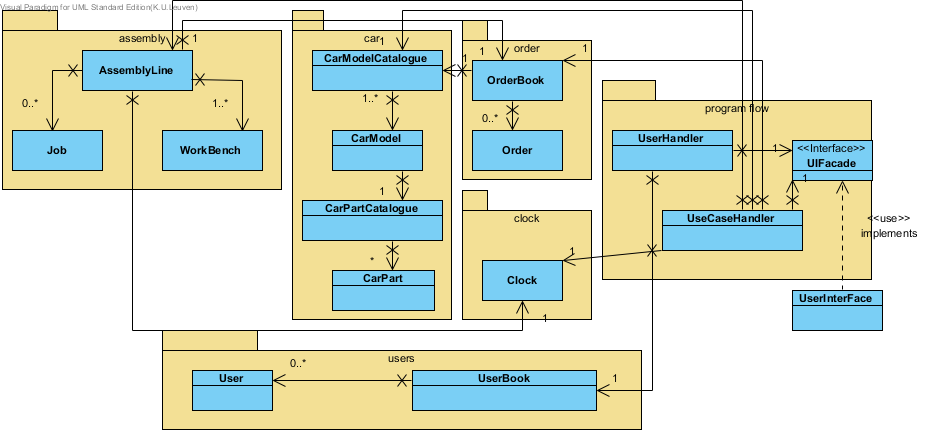 Visual Paradigm for UML Standard Edition(K.U.Leuven)
assembly
1
AssemblyLine
0..*
1..*
Job
WorkBench
car
1
CarModelCatalogue
1..*
CarModel
1
CarPartCatalogue
*
CarPart
order
1
1
1
OrderBook
0..*
Order
clock
1
Clock
1
program flow
UserHandler
1
<<Interface>>
UIFacade
1
UseCaseHandler
<<use>>
implements
UserInterFace
users
0..*
User
UserBook
1